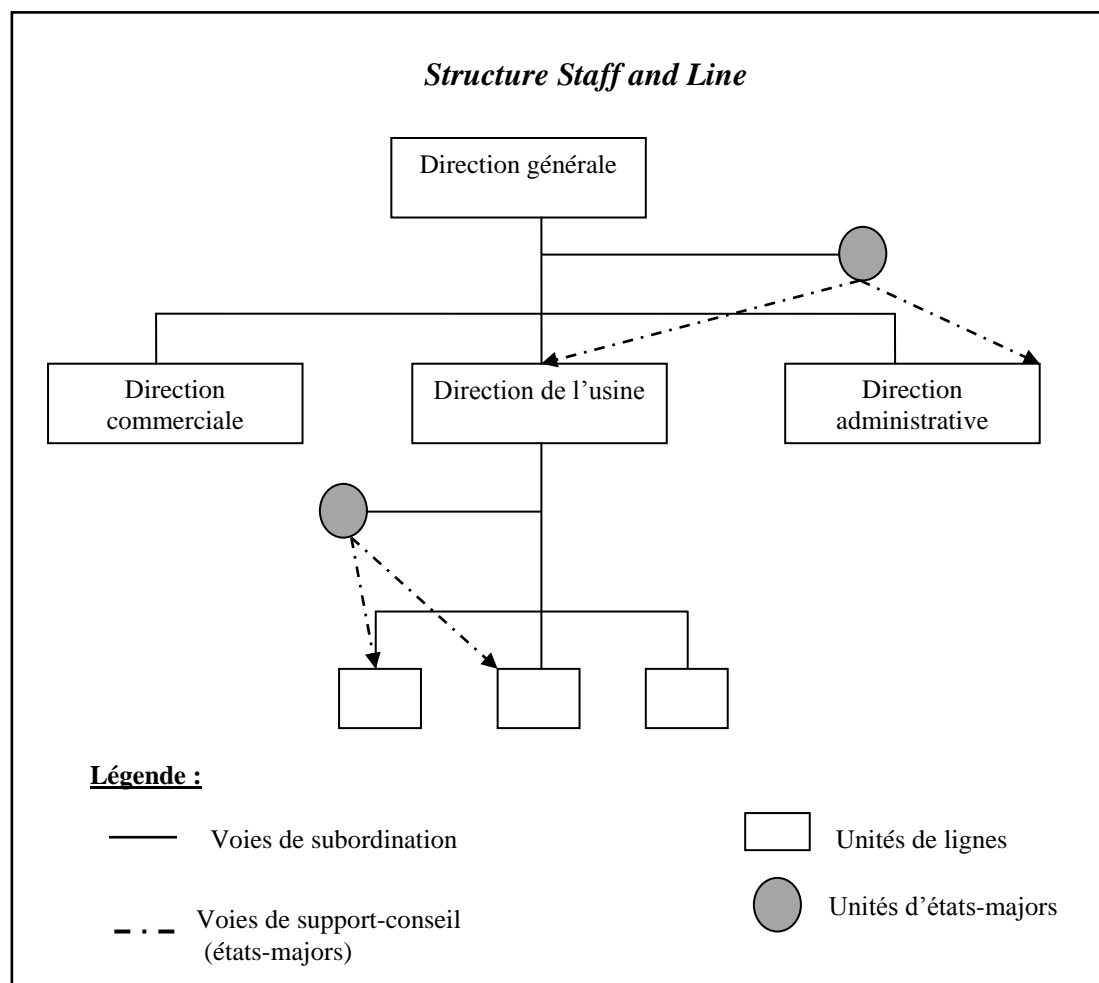 Structure Staff and Line
Direction générale
Direction
commerciale
Direction de l’usine
Direction
administrative
Légende :
Voies de subordination
Unités de lignes
Voies de support-conseil
(états-majors)
Unités d’états-majors